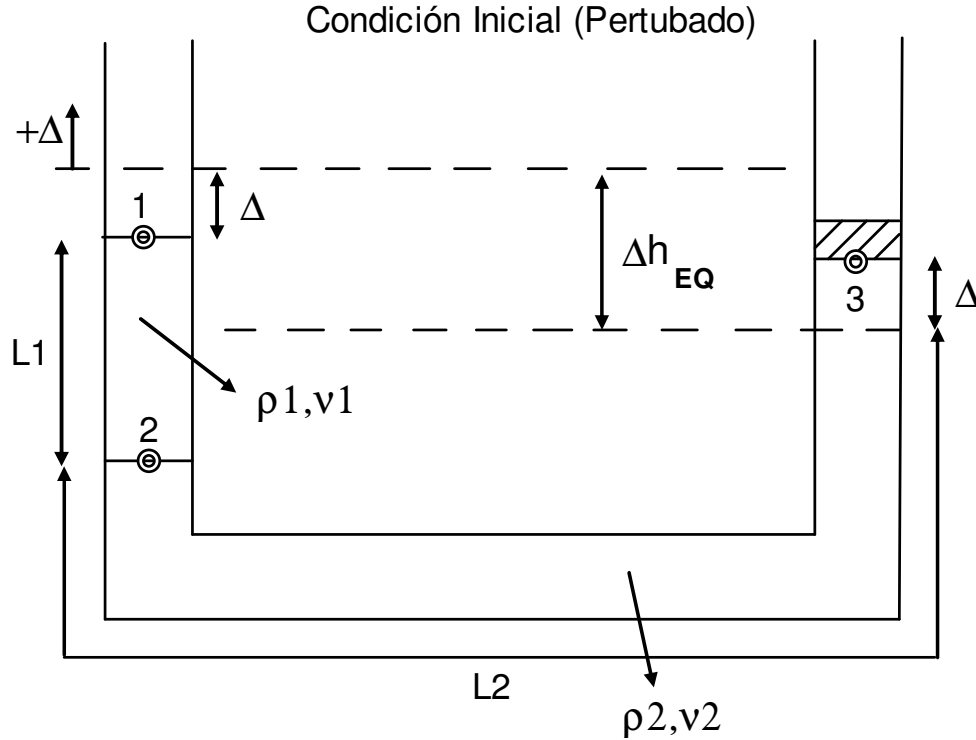 Condición Inicial (Pertubado)
+Δ
1
Δ
Δh EQ
3
Δ
L1
ρ1,ν1
2
L2
ρ2,ν2